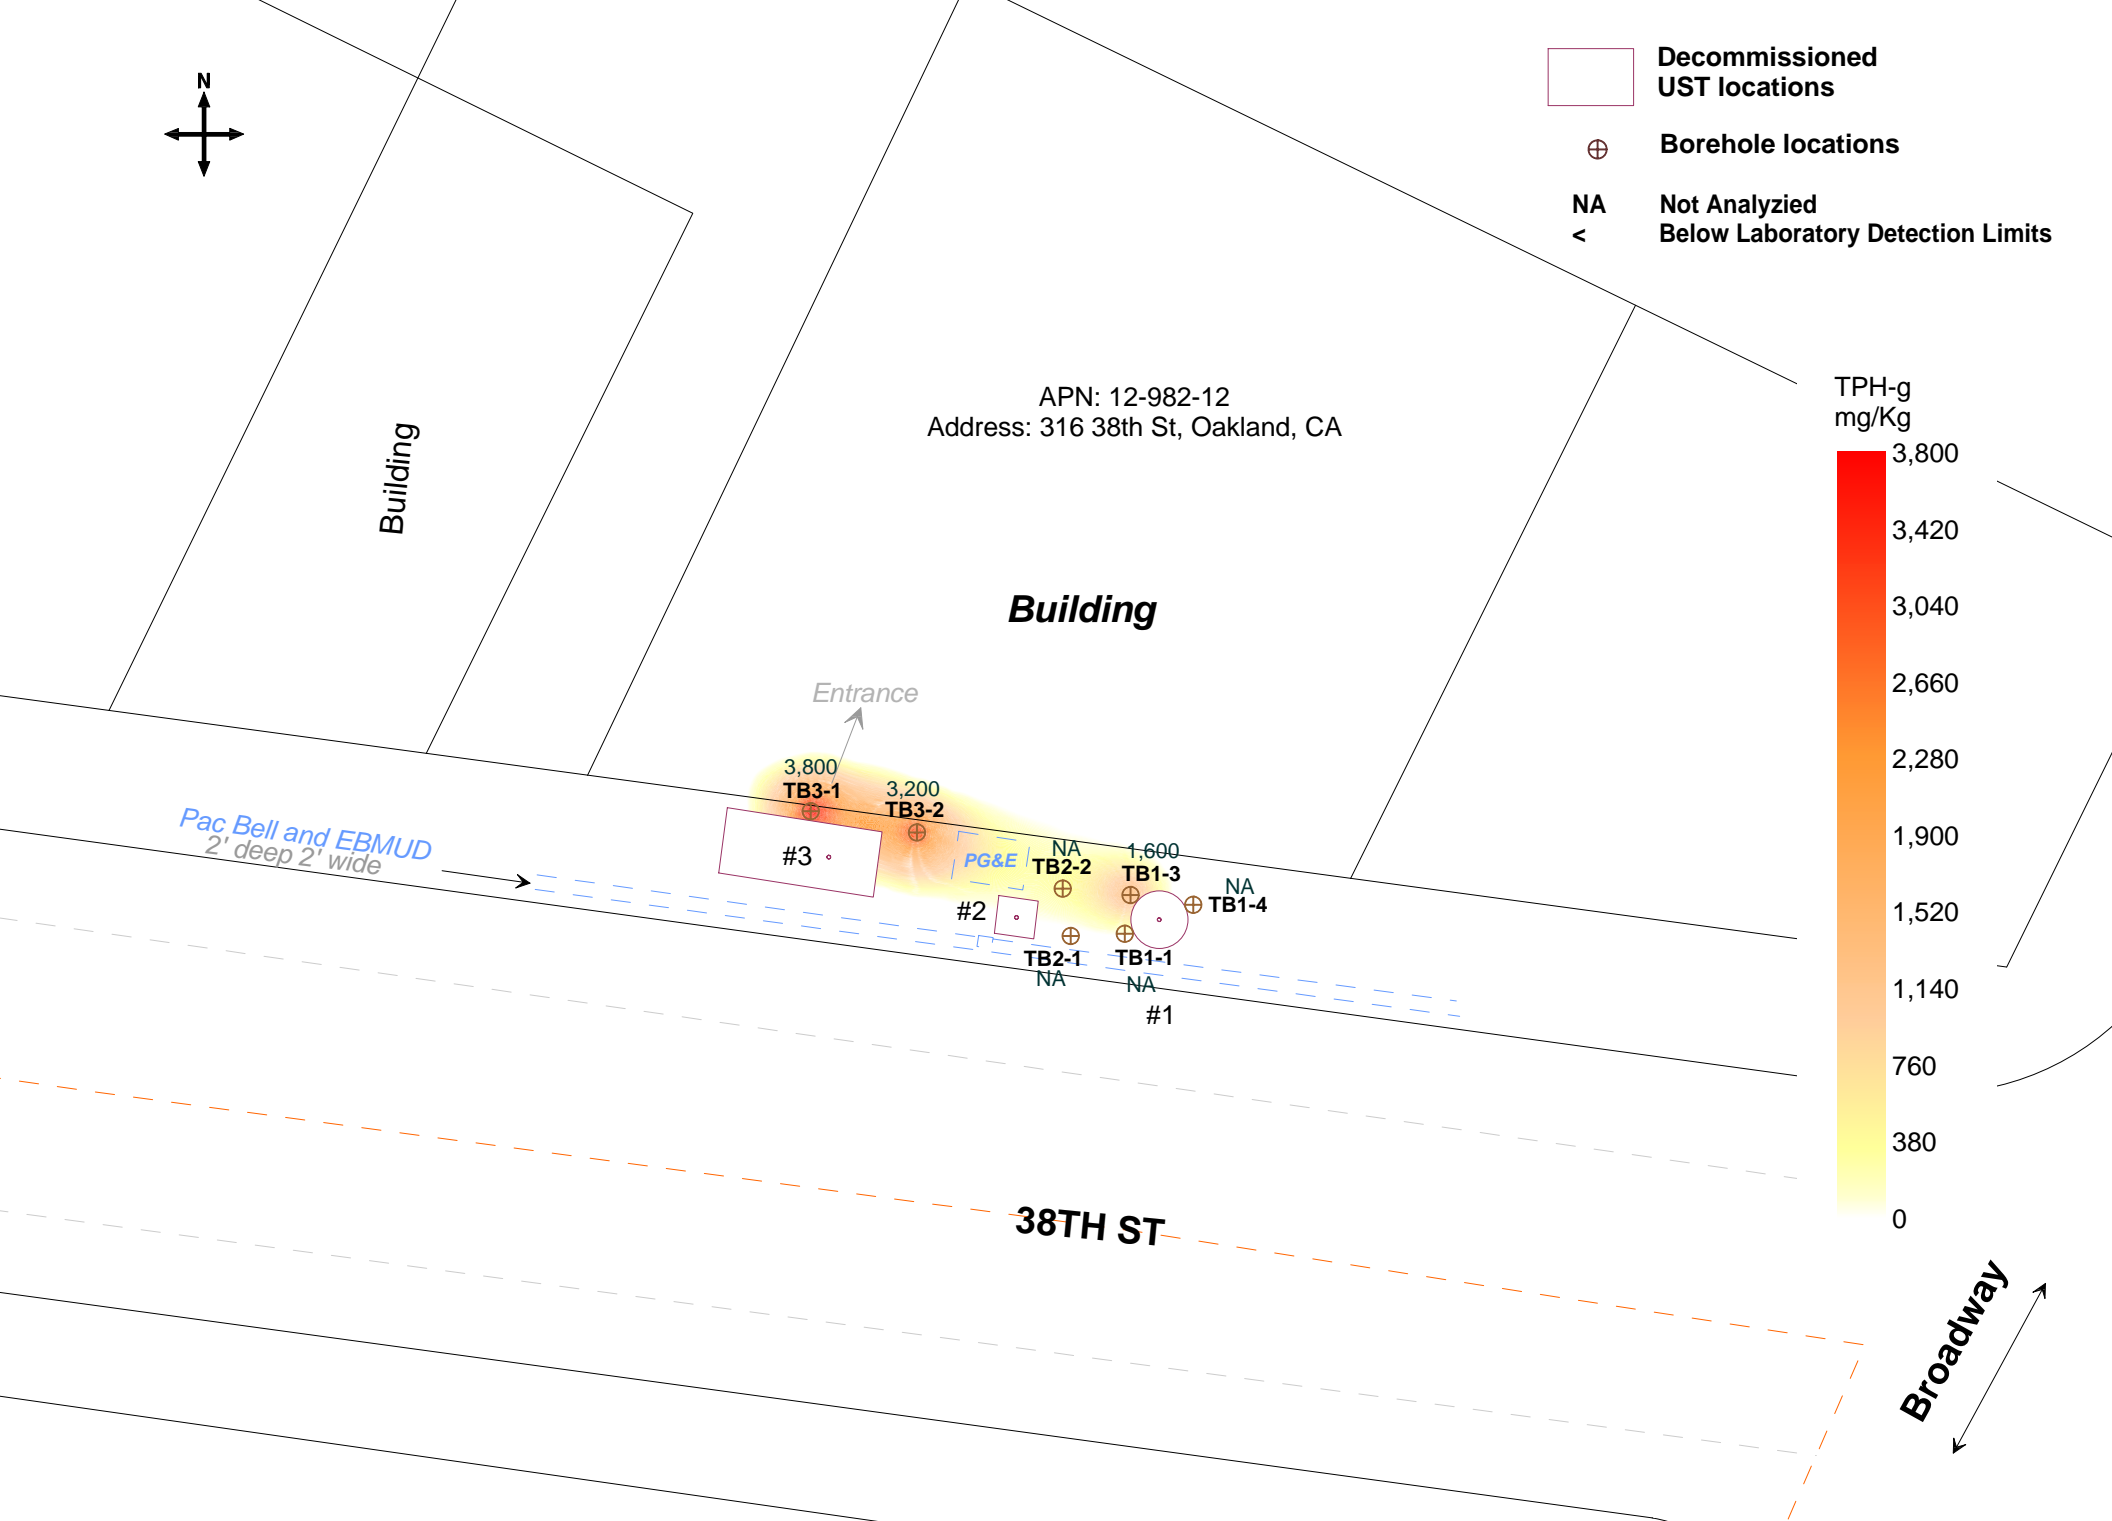 N
Decommissioned
UST locations
Borehole locations
NA Not Analyzied
< Below Laboratory Detection Limits
APN: 12-982-12
Address: 316 38th St, Oakland, CA
TPH-g
mg/Kg
3,800
3,420
3,040
2,660
2,280
1,900
1,520
1,140
760
380
0
Building
Building
Entrance
3,800
TB3-1
3,200
TB3-2
Pac Bell and EBMUD
2' deep 2' wide
#3
PG&E
NA
TB2-2
1,600
TB1-3
NA
TB1-4
#2
TB2-1
NA
TB1-1
NA
#1
38TH ST
Broadway